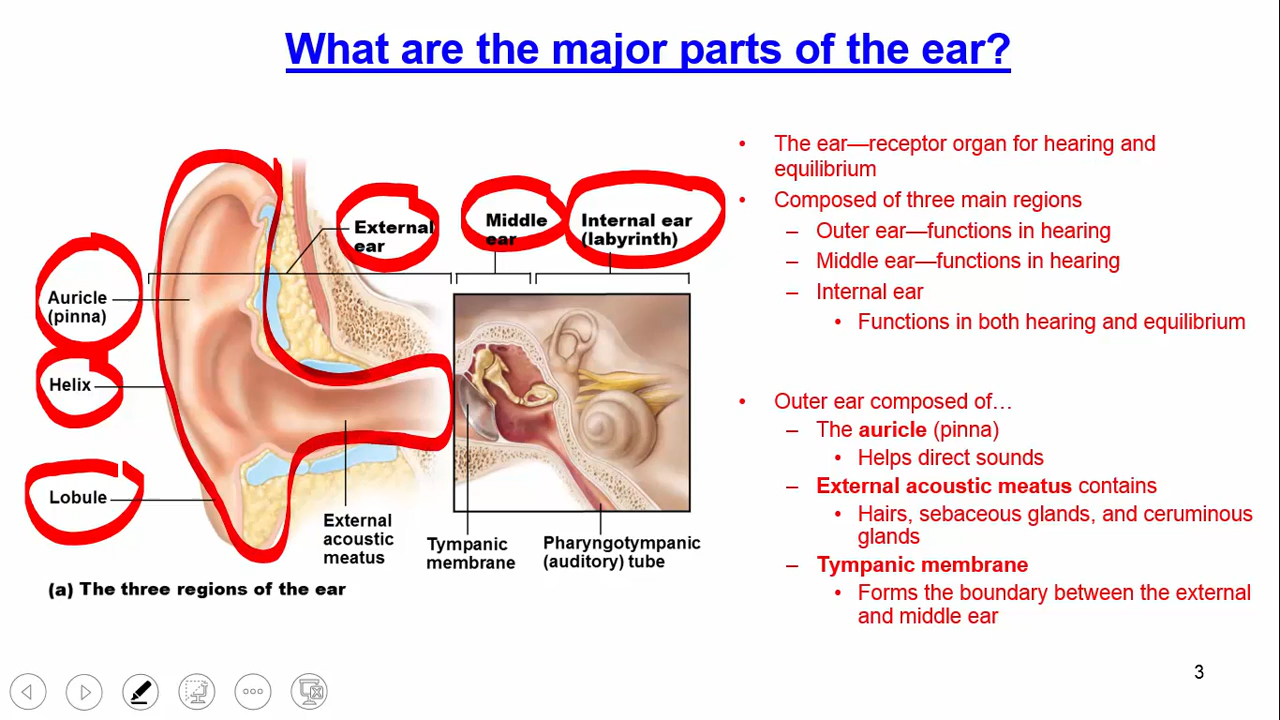 What are the major parts of the ear?
External
ear
Middle
ear
Internal ear
(labyrinth)
Auricle
(pinna)
Helix
Lobule
External
acoustic
meatus
Tympanic
membrane
Pharyngotympanic
(auditory) tube
(a) The three regions of the ear
• The ear—receptor organ for hearing and
equilibrium
• Composed of three main regions
– Outer ear—functions in hearing
– Middle ear—functions in hearing
– Internal ear
• Functions in both hearing and equilibrium
• Outer ear composed of…
– The auricle (pinna)
• Helps direct sounds
– External acoustic meatus contains
• Hairs, sebaceous glands, and ceruminous
glands
– Tympanic membrane
• Forms the boundary between the external
and middle ear
3